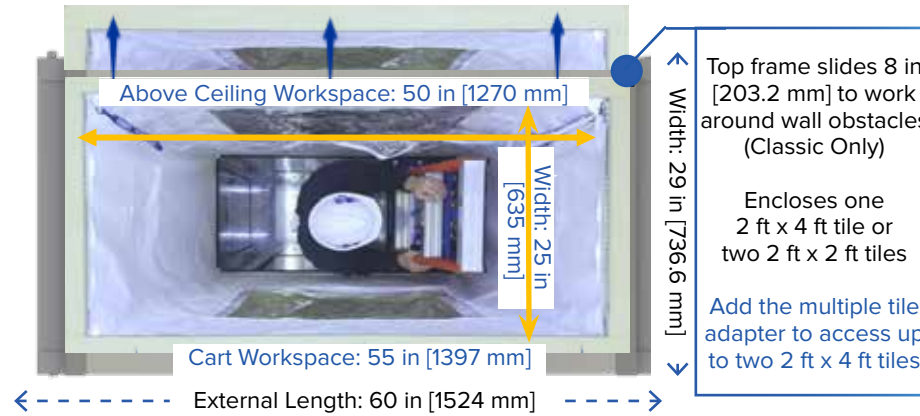 Above Ceiling Workspace: 50 in [1270 mm]
Width: 25 in
[635 mm]
Cart Workspace: 55 in [1397 mm]
External Length: 60 in [1524 mm]
Width: 29 in [736.6 mm]
Top frame slides 8 in
[203.2 mm] to work
around wall obstacles
(Classic Only)
Encloses one
2 ft x 4 ft tile or
two 2 ft x 2 ft tiles
Add the multiple tile
adapter to access up
to two 2 ft x 4 ft tiles